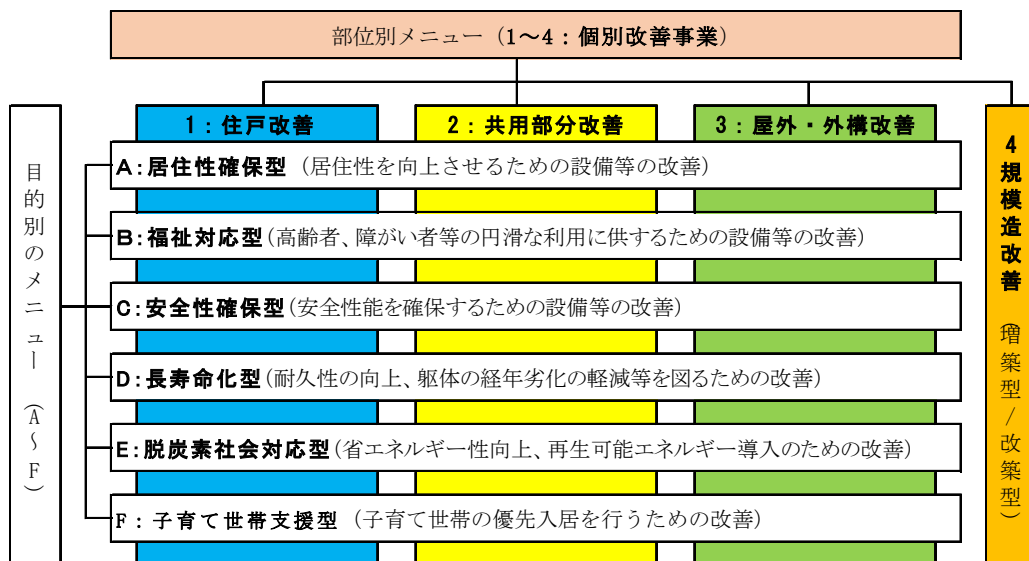 部位別メニュー（1～4：個別改善事業）
1：住戸改善
2：共用部分改善
3：屋外・外構改善
4 規模造改善 （増築型/改築型）
目的別のメニュー （A～F）
A：居住性確保型 （居住性を向上させるための設備等の改善）
B：福祉対応型（高齢者、障がい者等の円滑な利用に供するための設備等の改善）
C：安全性確保型（安全性能を確保するための設備等の改善）
D：長寿命化型（耐久性の向上、躯体の経年劣化の軽減等を図るための改善）
E：脱炭素社会対応型（省エネルギー性向上、再生可能エネルギー導入のための改善）
F：子育て世帯支援型 （子育て世帯の優先入居を行うための改善）